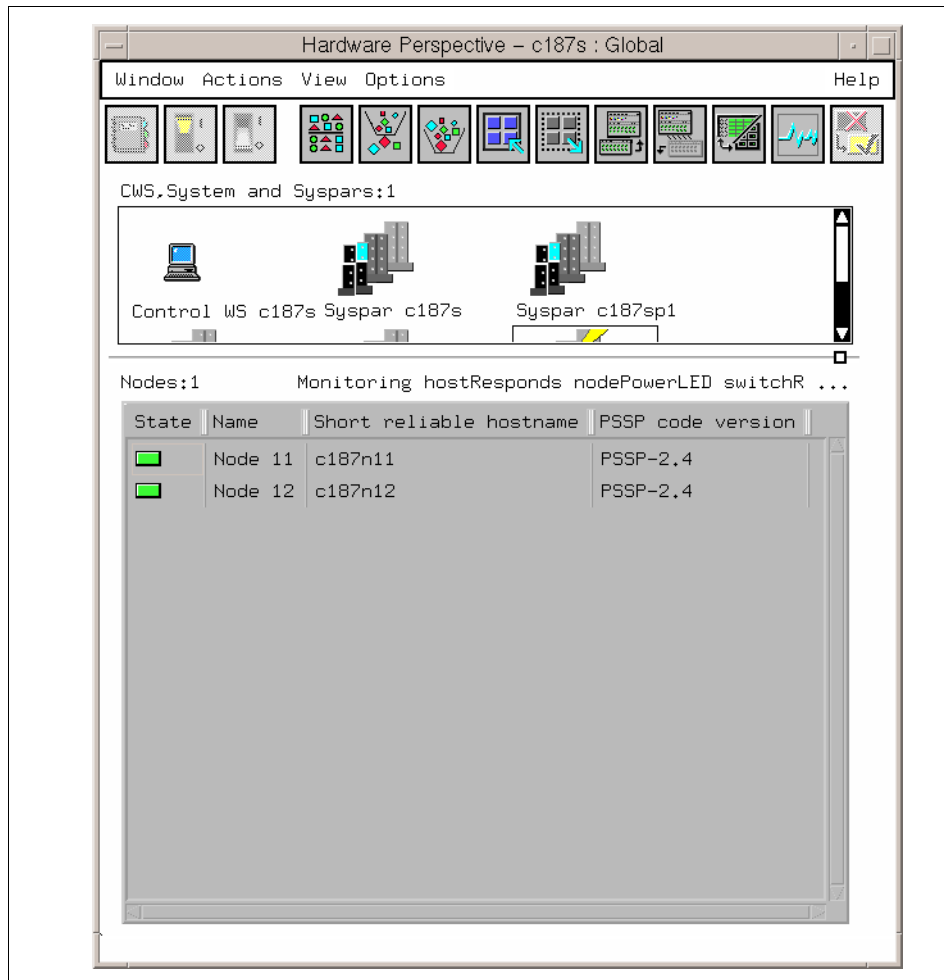 Hardware Perspective – c187s : Global
Window Actions View Options Help
CWS,System and Syspars:1
Control WS c187s Syspar c187s Syspar c187sp1
Nodes:1 Monitoring hostResponds nodePowerLED switchR ...
State Name Short reliable hostname PSSP code version
Node 11 c187n11 PSSP-2.4
Node 12 c187n12 PSSP-2.4